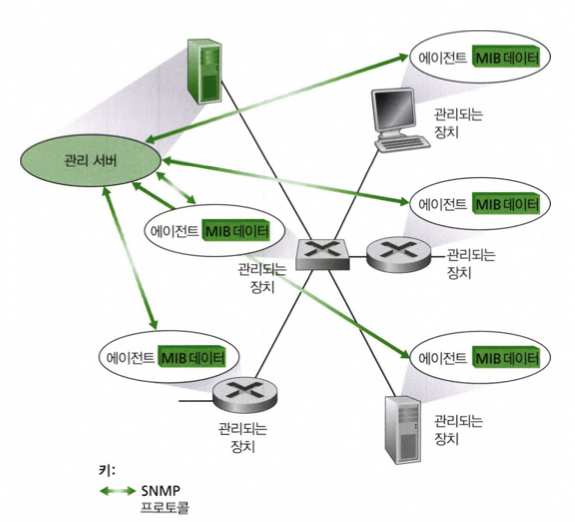 에이전트 MIB 데이터
관리되는
장치
관리 서버
에이전트 MIB 데이터
에이전트 MIB 데이터
관리되는
장치
관리되는
장치
에이전트 MIB 데이터
에이전트 MIB 데이터
관리되는
장치
관리되는
장치
키:
SNMP
프로토콜